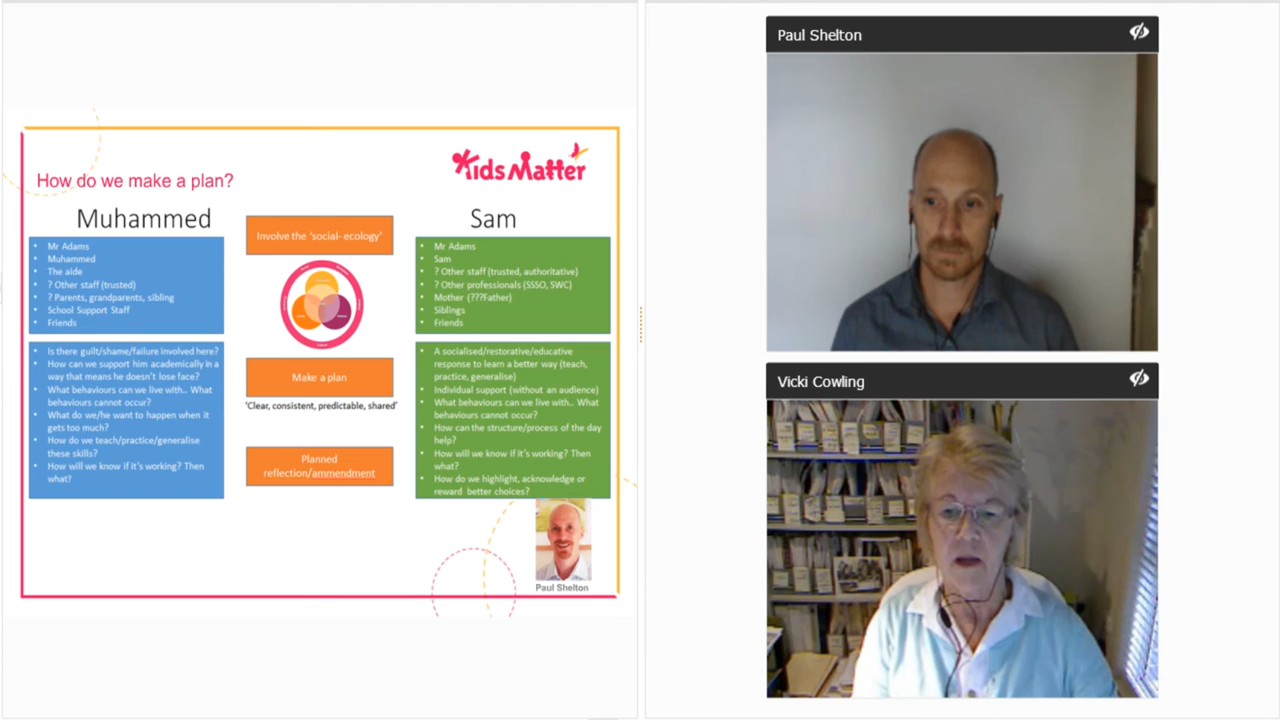 How do we make a plan?
KidsMatter
Muhammed
• Mr Adams
• Muhammed
• The aide
• ? Other staff (trusted)
• ? Parents, grandparents, sibling
• School Support Staff
• Friends
• Is there guilt/shame/failure involved here?
• How can we support him academically in a
way that means he doesn't lose face?
• What behaviours can we live with.. What
behaviours cannot occur?
• What do we/he want to happen when it
gets too much?
• How do we teach/practice/generalise
these skills?
• How will we know if it's working? Then
what?
Involve the 'social- ecology'
Make a plan
'Clear, consistent, predictable, shared'
Planned
reflection/ammendment
Sam
• Mr Adams
• Sam
• ? Other staff (trusted, authoritative)
• ? Other professionals (SSSO, SWC)
• Mother (???Father)
• Siblings
• Friends
• A socialised/restorative/educative
response to learn a better way (teach,
practice, generalise)
• Individual support (without an audience)
• What behaviours can we live with.. What
behaviours cannot occur?
• How can the structure/process of the day
help?
• How will we know if it's working? Then
what?
• How do we highlight, acknowledge or
reward better choices?
Paul Shelton
Paul Shelton
Vicki Cowling